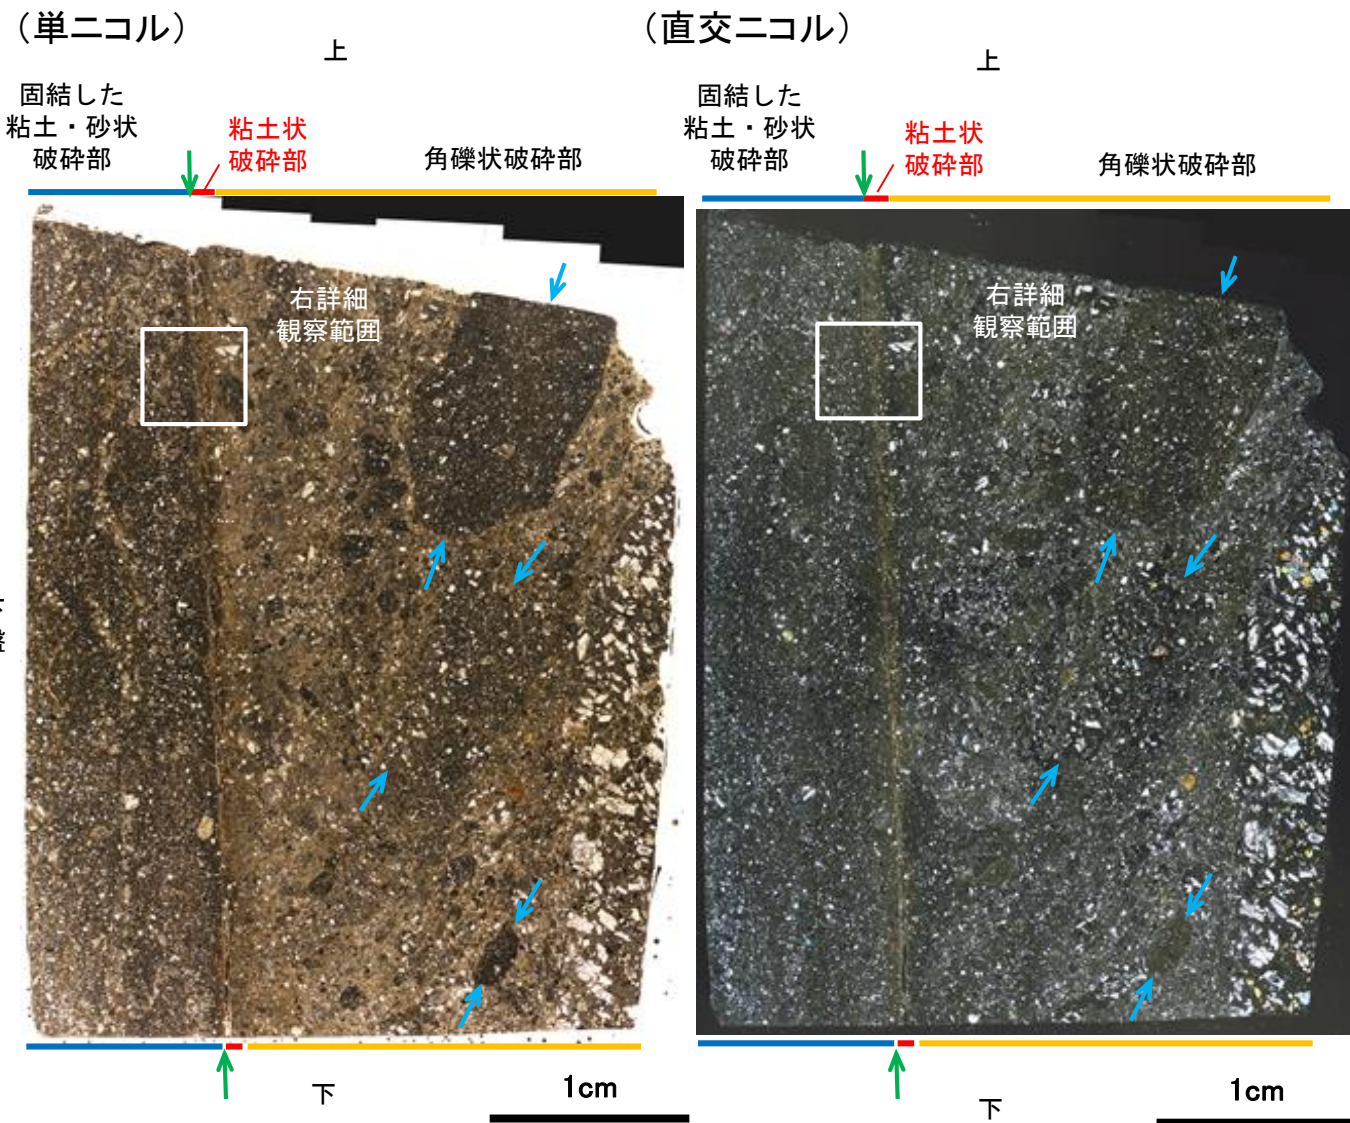 （単ニコル）
上
固結した
粘土・砂状
破砕部
粘土状
破砕部
角礫状破砕部
右詳細
観察範囲
下
1cm
（直交ニコル）
上
固結した
粘土・砂状
破砕部
粘土状
破砕部
角礫状破砕部
右詳細
観察範囲
下
1cm